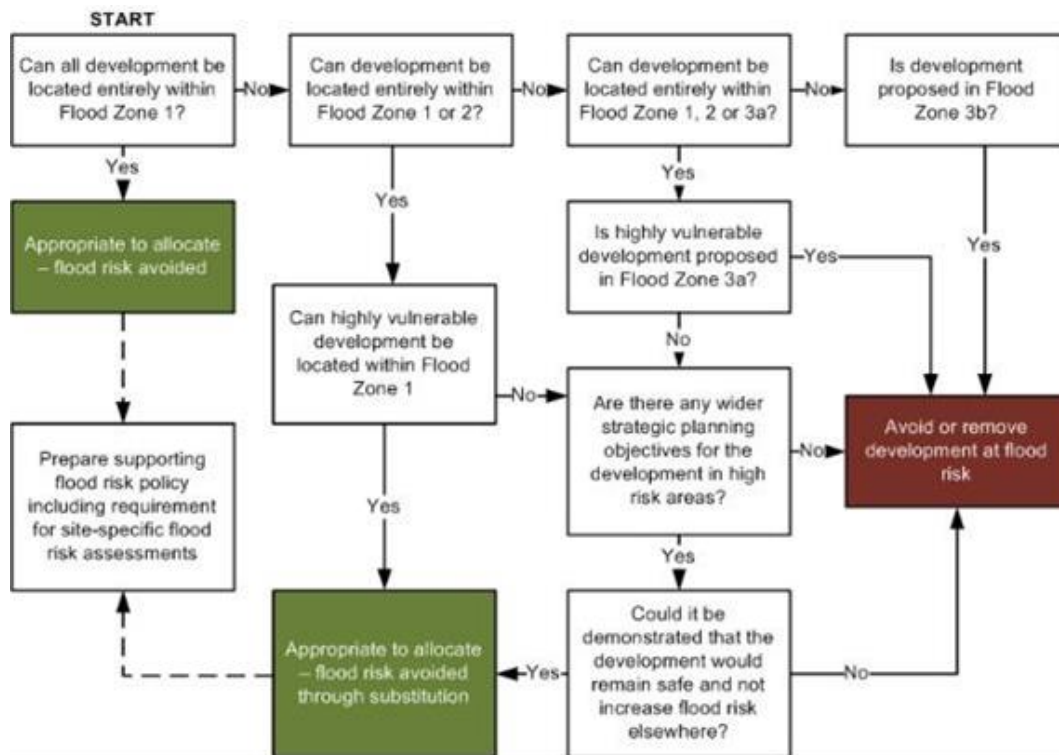 START
Can all development be
located entirely within
Flood Zone 1?
No
Can development be
located entirely within
Flood Zone 1 or 2?
No
Can development be
located entirely within
Flood Zone 1, 2 or 3a?
No
Is development
proposed in Flood
Zone 3b?
Yes
Yes
Yes
Yes
Appropriate to allocate
– flood risk avoided
Is highly vulnerable
development proposed
in Flood Zone 3a?
Yes
No
Can highly vulnerable
development be
located within Flood
Zone 1
No
Yes
Prepare supporting
flood risk policy
including requirement
for site-specific flood
risk assessments
Are there any wider
strategic planning
objectives for the
development in high
risk areas?
No
Yes
Avoid or remove
development at flood
risk
Appropriate to allocate
– flood risk avoided
through substitution
Yes
Could it be
demonstrated that the
development would
remain safe and not
increase flood risk
elsewhere?
No